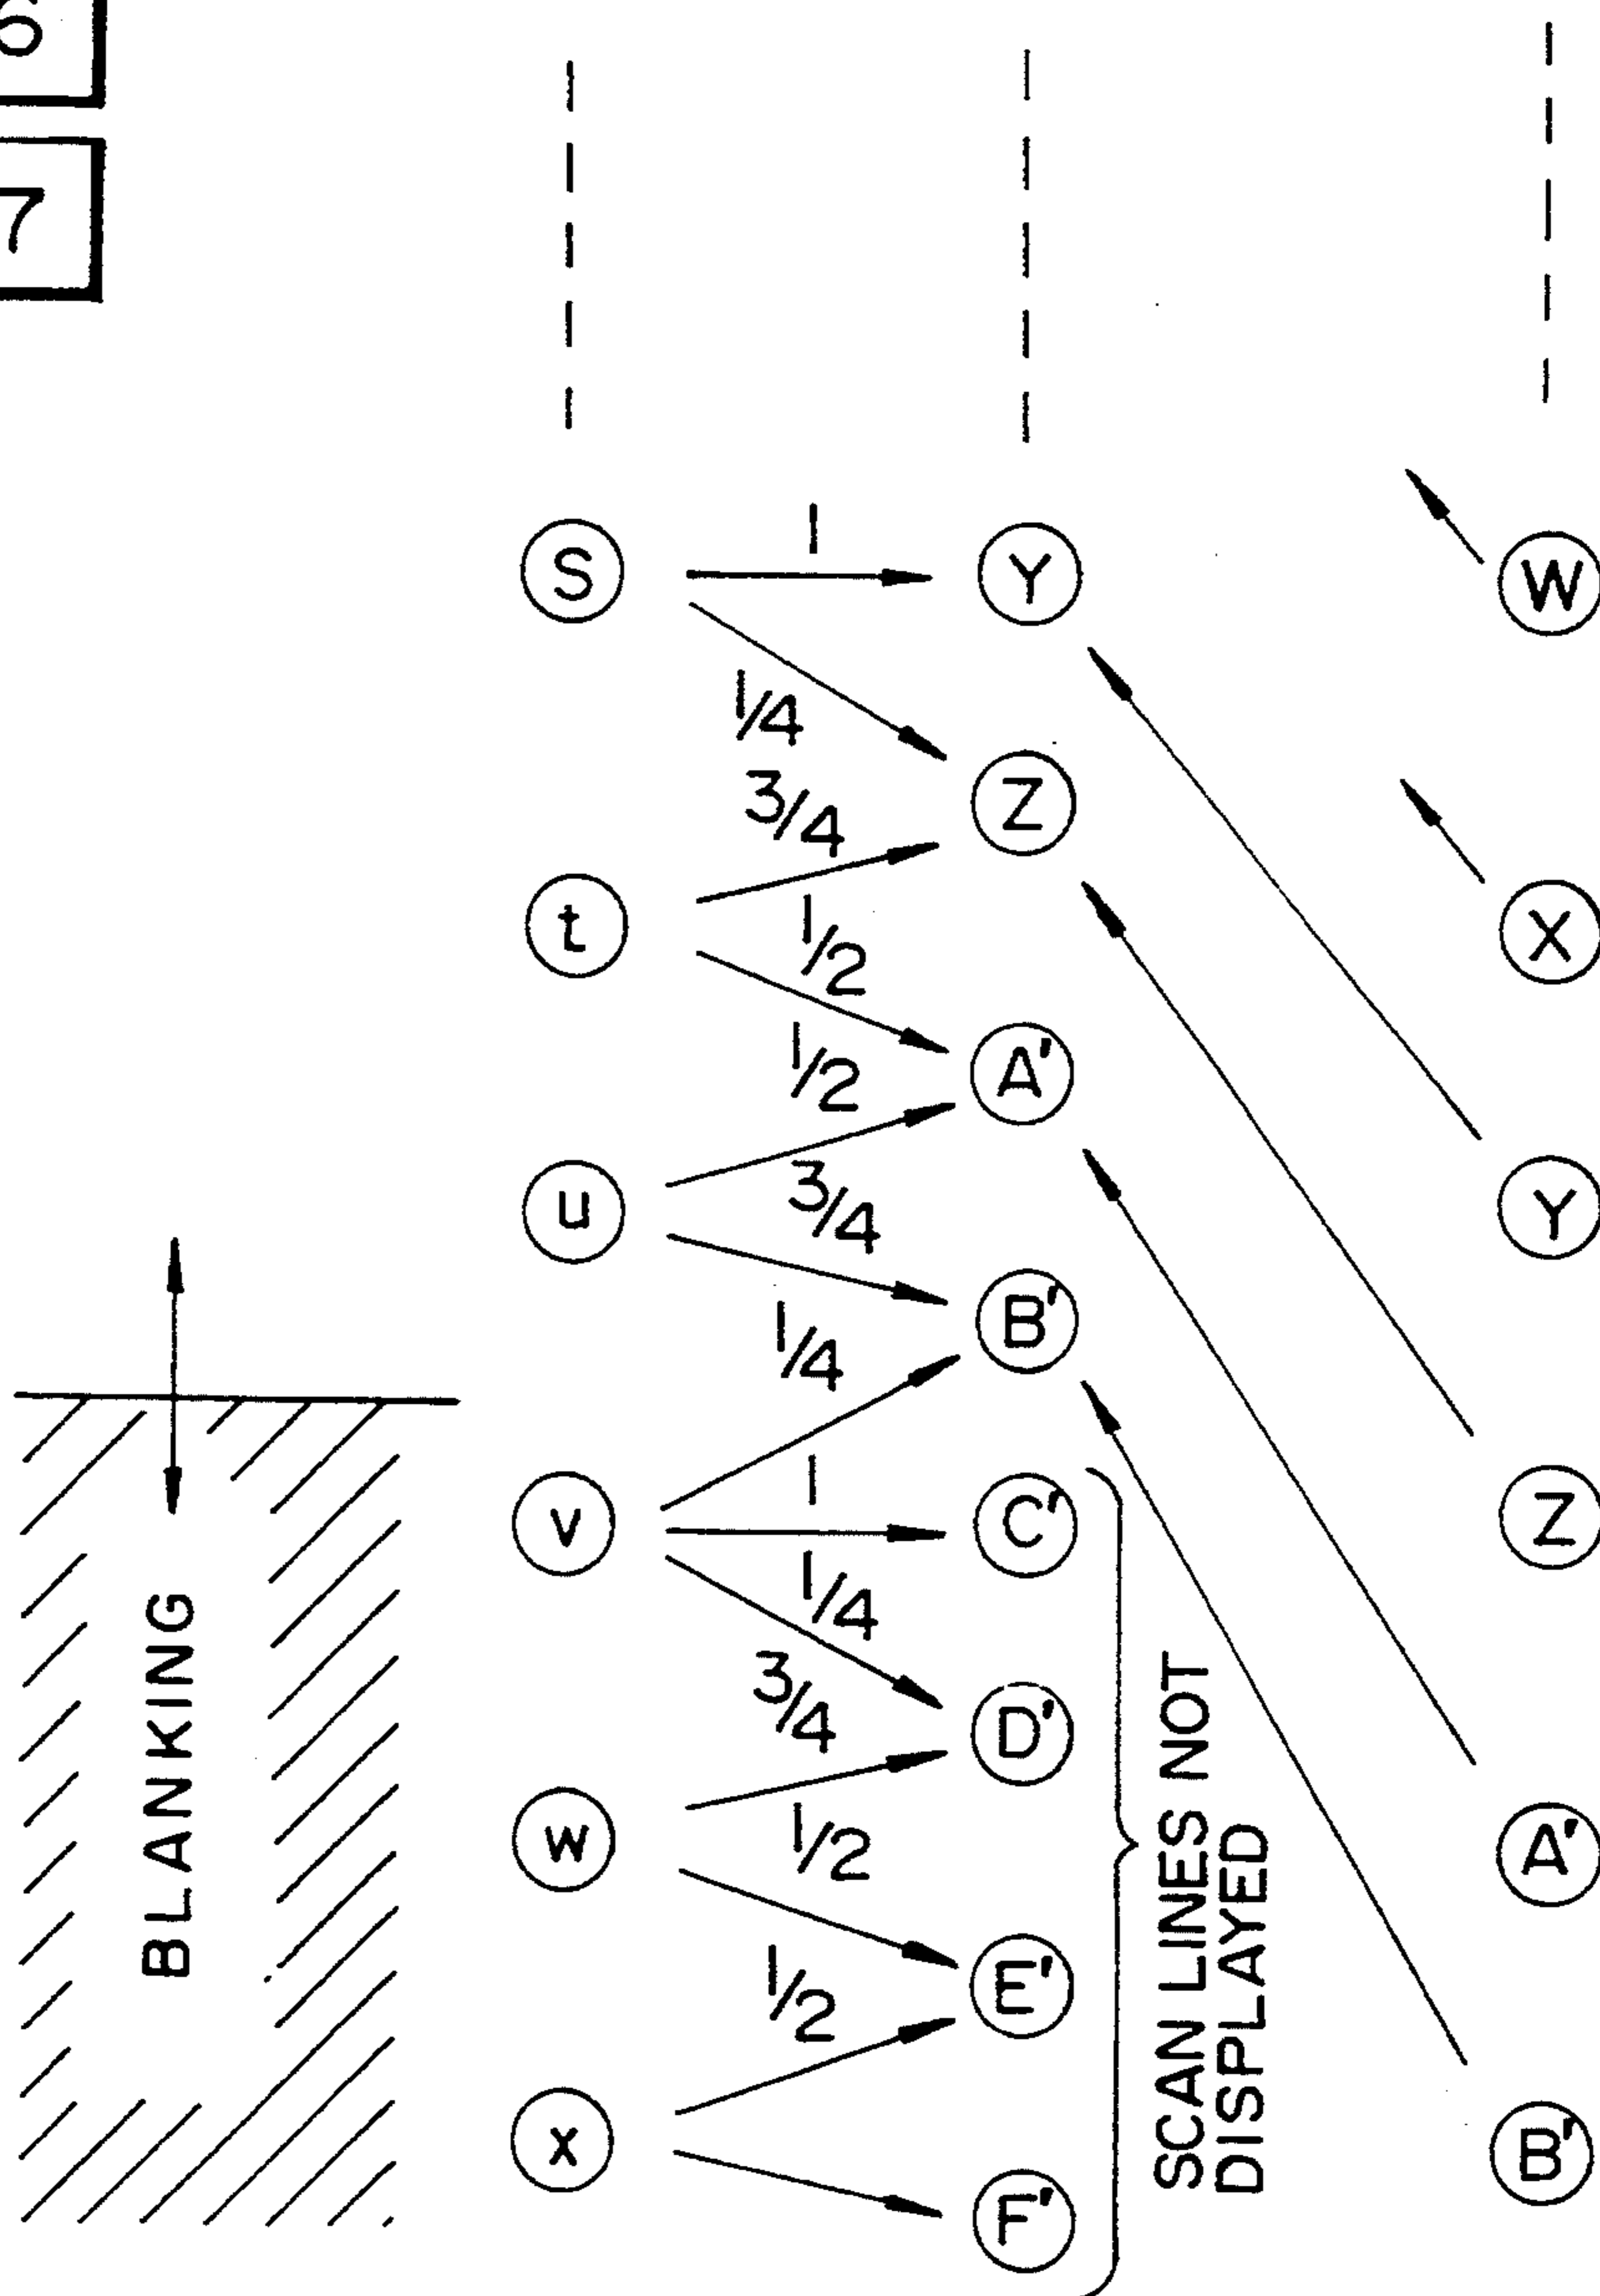 6
7
S
1
Y
W
1/4
Z
3/4
t
X
1/2
A'
1/2
u
Y
3/4
B'
1/4
v
1
C'
Z
1/4
3/4
D'
w
1/2
A'
E'
1/2
x
B'
F'
BLANKING
SCAN LINES NOT
DISPLAYED